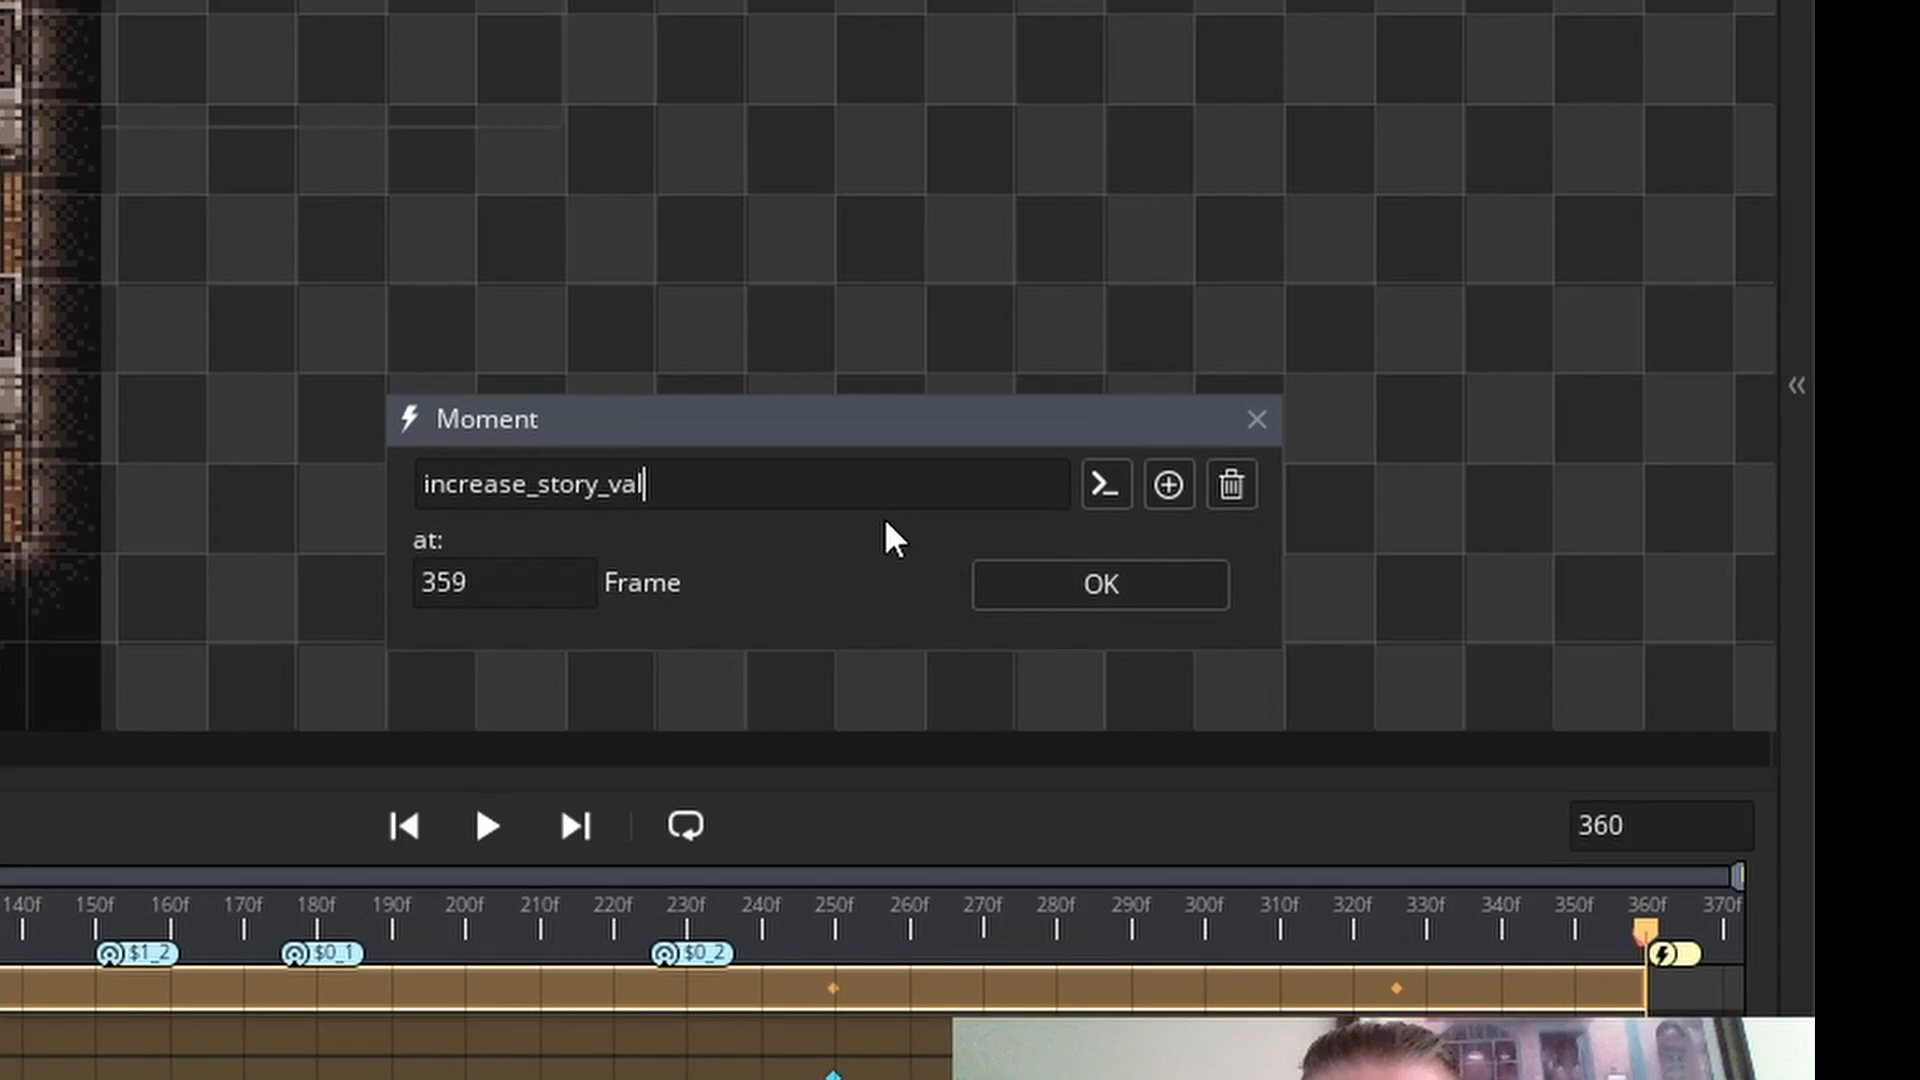 Moment
increase_story_val
at:
359 Frame
OK
360
140f 150f 160f 170f 180f 190f 200f 210f 220f 230f 240f 250f 260f 270f 280f 290f 300f 310f 320f 330f 340f 350f 360f 370f
$1_2 $0_1 $0_2